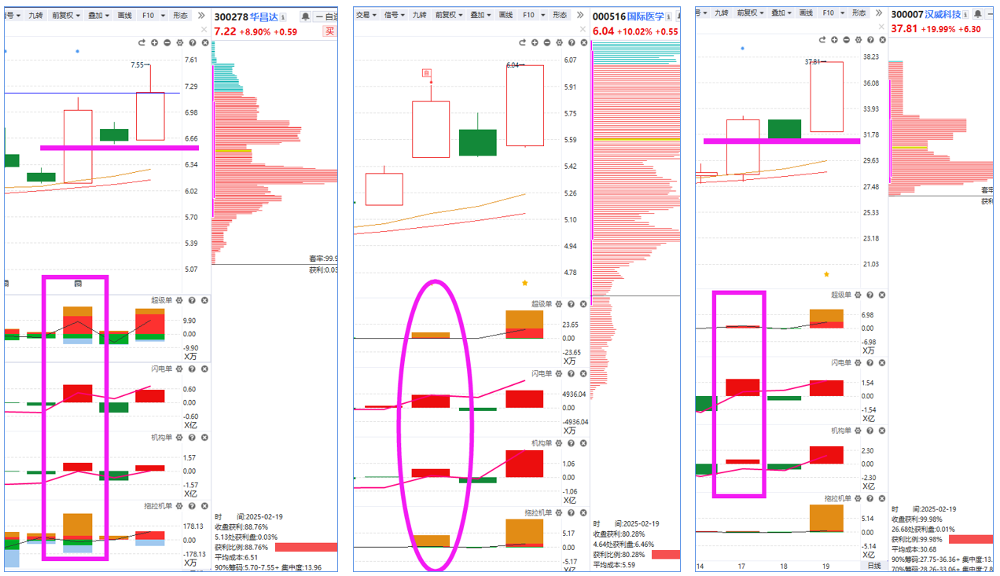 号 九转 前复权 叠加 画线 F10 形态
300278 华昌达 自选
7.22 +8.90% +0.59 买
7.55
7.61
7.29
6.98
6.66
6.34
6.02
5.70
5.39
5.07
套牢:99.9
获利:0.03
超级单
9.90
0.00
-9.90
X万
闪电单
0.60
0.00
-0.60
X亿
机构单
1.57
0.00
-1.57
X亿
拖拉机单
178.13
0.00
-178.13
X万
时 间:2025-02-19
收盘获利:88.76%
5.13处获利盘:0.03%
获利比例:88.76%
平均成本:6.51
90%筹码:5.70-7.55+ 集中度:13.96
交易 信号 九转 前复权 叠加 画线 F10 形态
000516 国际医学
6.04 +10.02% +0.55
6.04
6.07
5.91
5.75
5.59
5.42
5.26
5.10
4.94
4.78
超级单
23.65
0.00
-23.65
X万
闪电单
4936.04
0.00
-4936.04
X万
机构单
1.06
0.00
-1.06
X亿
拖拉机单
5.17
0.00
-5.17
X亿
时 间:2025-02-19
收盘获利:80.28%
4.64处获利盘:6.46%
获利比例:80.28%
平均成本:5.59
号 九转 前复权 叠加 画线 F10 形态
300007 汉威科技
37.81 +19.99% +6.30
37.81
38.23
36.08
33.93
31.78
29.63
27.48
25.33
23.18
21.03
套牢
获利
超级单
6.98
0.00
-6.98
X万
闪电单
1.54
0.00
-1.54
X亿
机构单
2.30
0.00
-2.30
X亿
拖拉机单
5.14
0.00
-5.14
X亿
14 17 18 19 日线
时 间:2025-02-19
收盘获利:99.98%
26.68处获利盘:0.01%
获利比例:99.98%
平均成本:30.68
90%筹码:27.75-36.36+ 集中度:13.
70%筹码:28.26-33.06+ 集中度:7.8